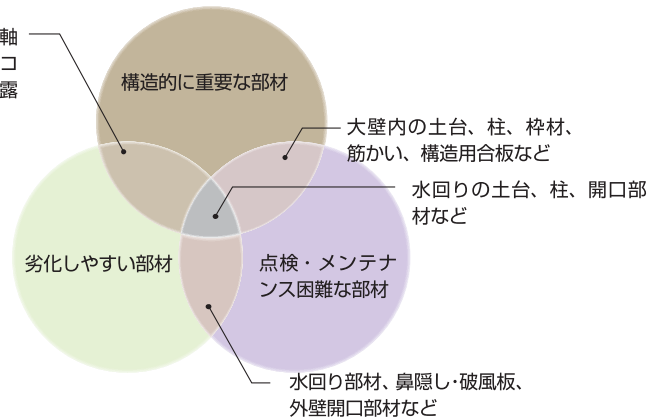 軸
コ
露
構造的に重要な部材
大壁内の土台、柱、枠材、
筋かい、構造用合板など
水回りの土台、柱、開口部
材など
劣化しやすい部材
点検・メンテナ
ンス困難な部材
水回り部材、鼻隠し・破風板、
外壁開口部材など